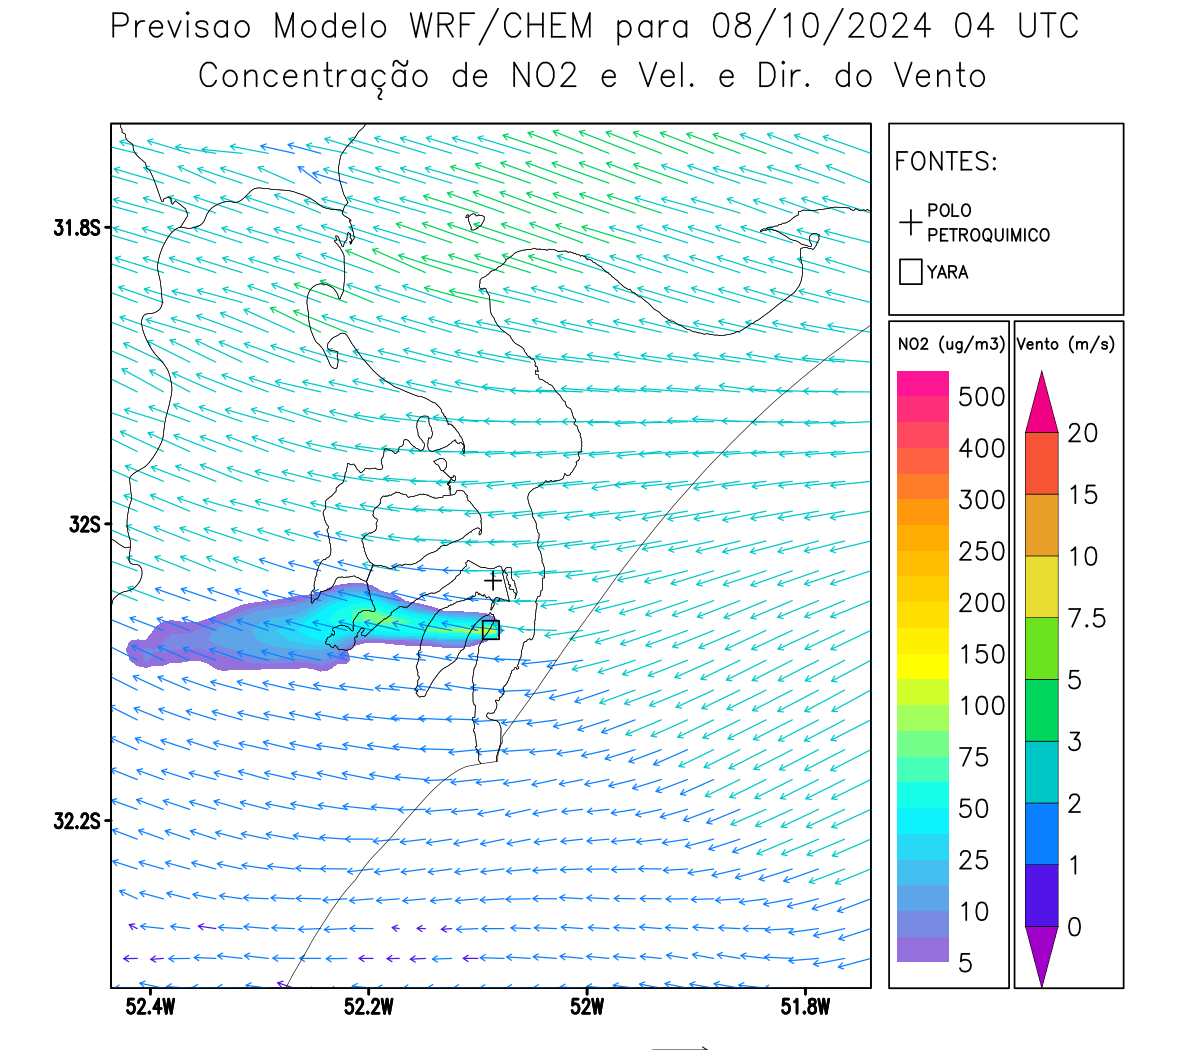 Previsao Modelo WRF/CHEM para 08/10/2024 04 UTC
Concentração de NO2 e Vel. e Dir. do Vento
FONTES:
POLO
PETROQUIMICO
YARA
31.8S
32S
32.2S
52.4W
52.2W
52W
51.8W
NO2 (ug/m3)
500
400
300
250
200
150
100
75
50
25
10
5
Vento (m/s)
20
15
10
7.5
5
3
2
1
0